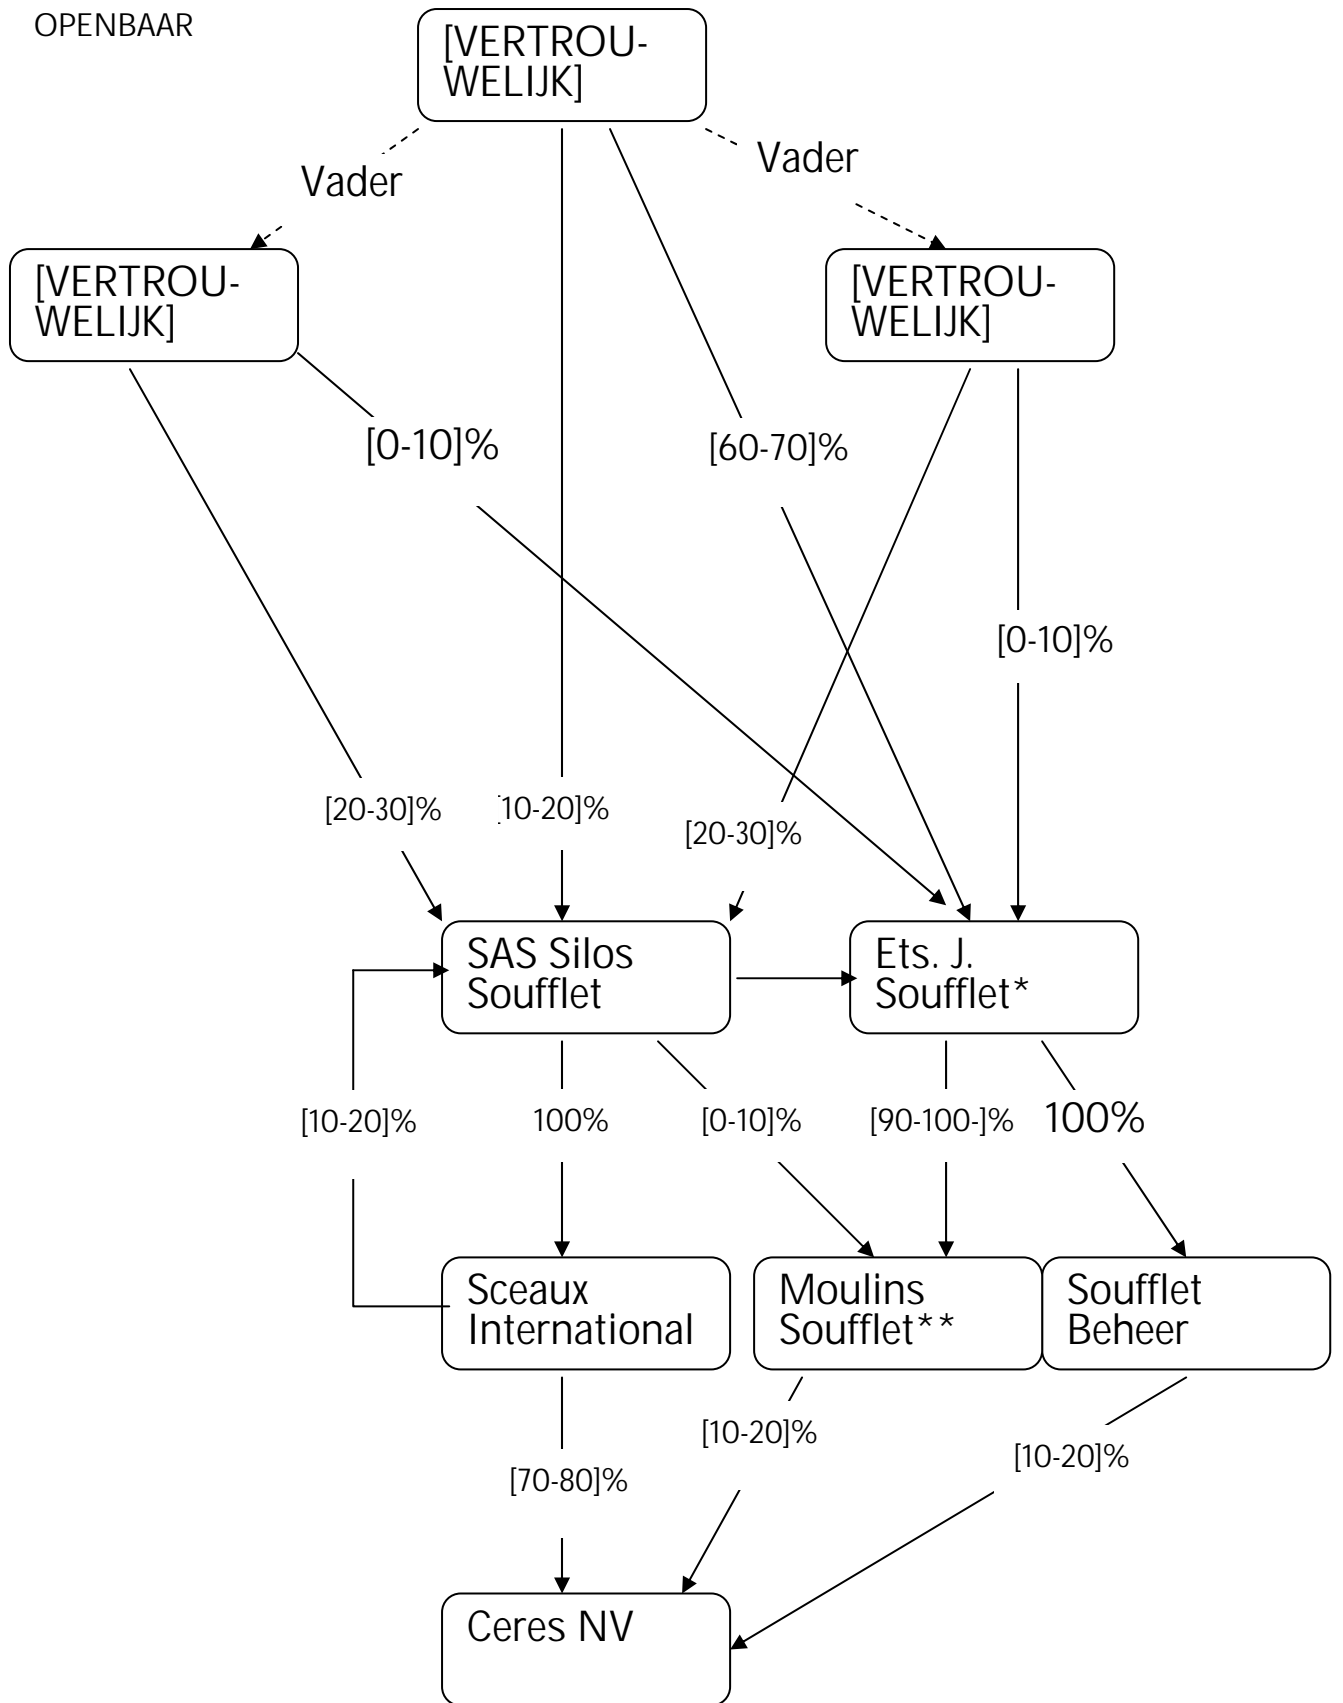 OPENBAAR
[VERTROU-
WELIJK]
Vader
Vader
[VERTROU-
WELIJK]
[VERTROU-
WELIJK]
[0-10]%
[60-70]%
[0-10]%
[20-30]%
[10-20]%
[20-30]%
SAS Silos
Soufflet
Ets. J.
Soufflet*
[10-20]%
100%
[0-10]%
[90-100-]%
100%
Sceaux
International
Moulins
Soufflet**
Soufflet
Beheer
[10-20]%
[10-20]%
[70-80]%
Ceres NV